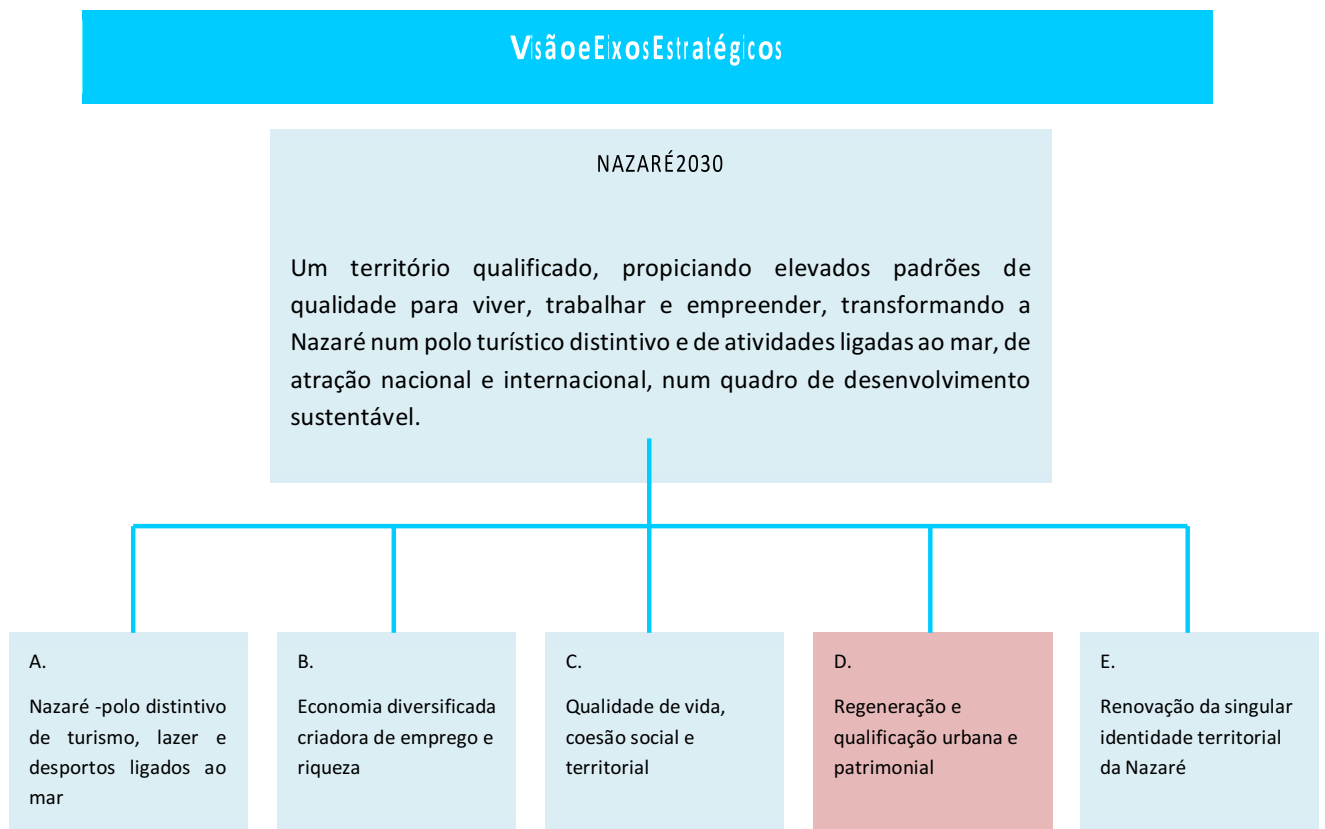 VisãoeEixosEstratégicos
NAZARÉ2030
Um território qualificado, propiciando elevados padrões de
qualidade para viver, trabalhar e empreender, transformando a
Nazaré num polo turístico distintivo e de atividades ligadas ao mar, de
atração nacional e internacional, num quadro de desenvolvimento
sustentável.
A.
Nazaré -polo distintivo
de turismo, lazer e
desportos ligados ao
mar
B.
Economia diversificada
criadora de emprego e
riqueza
C.
Qualidade de vida,
coesão social e
territorial
D.
Regeneração e
qualificação urbana e
patrimonial
E.
Renovação da singular
identidade territorial
da Nazaré